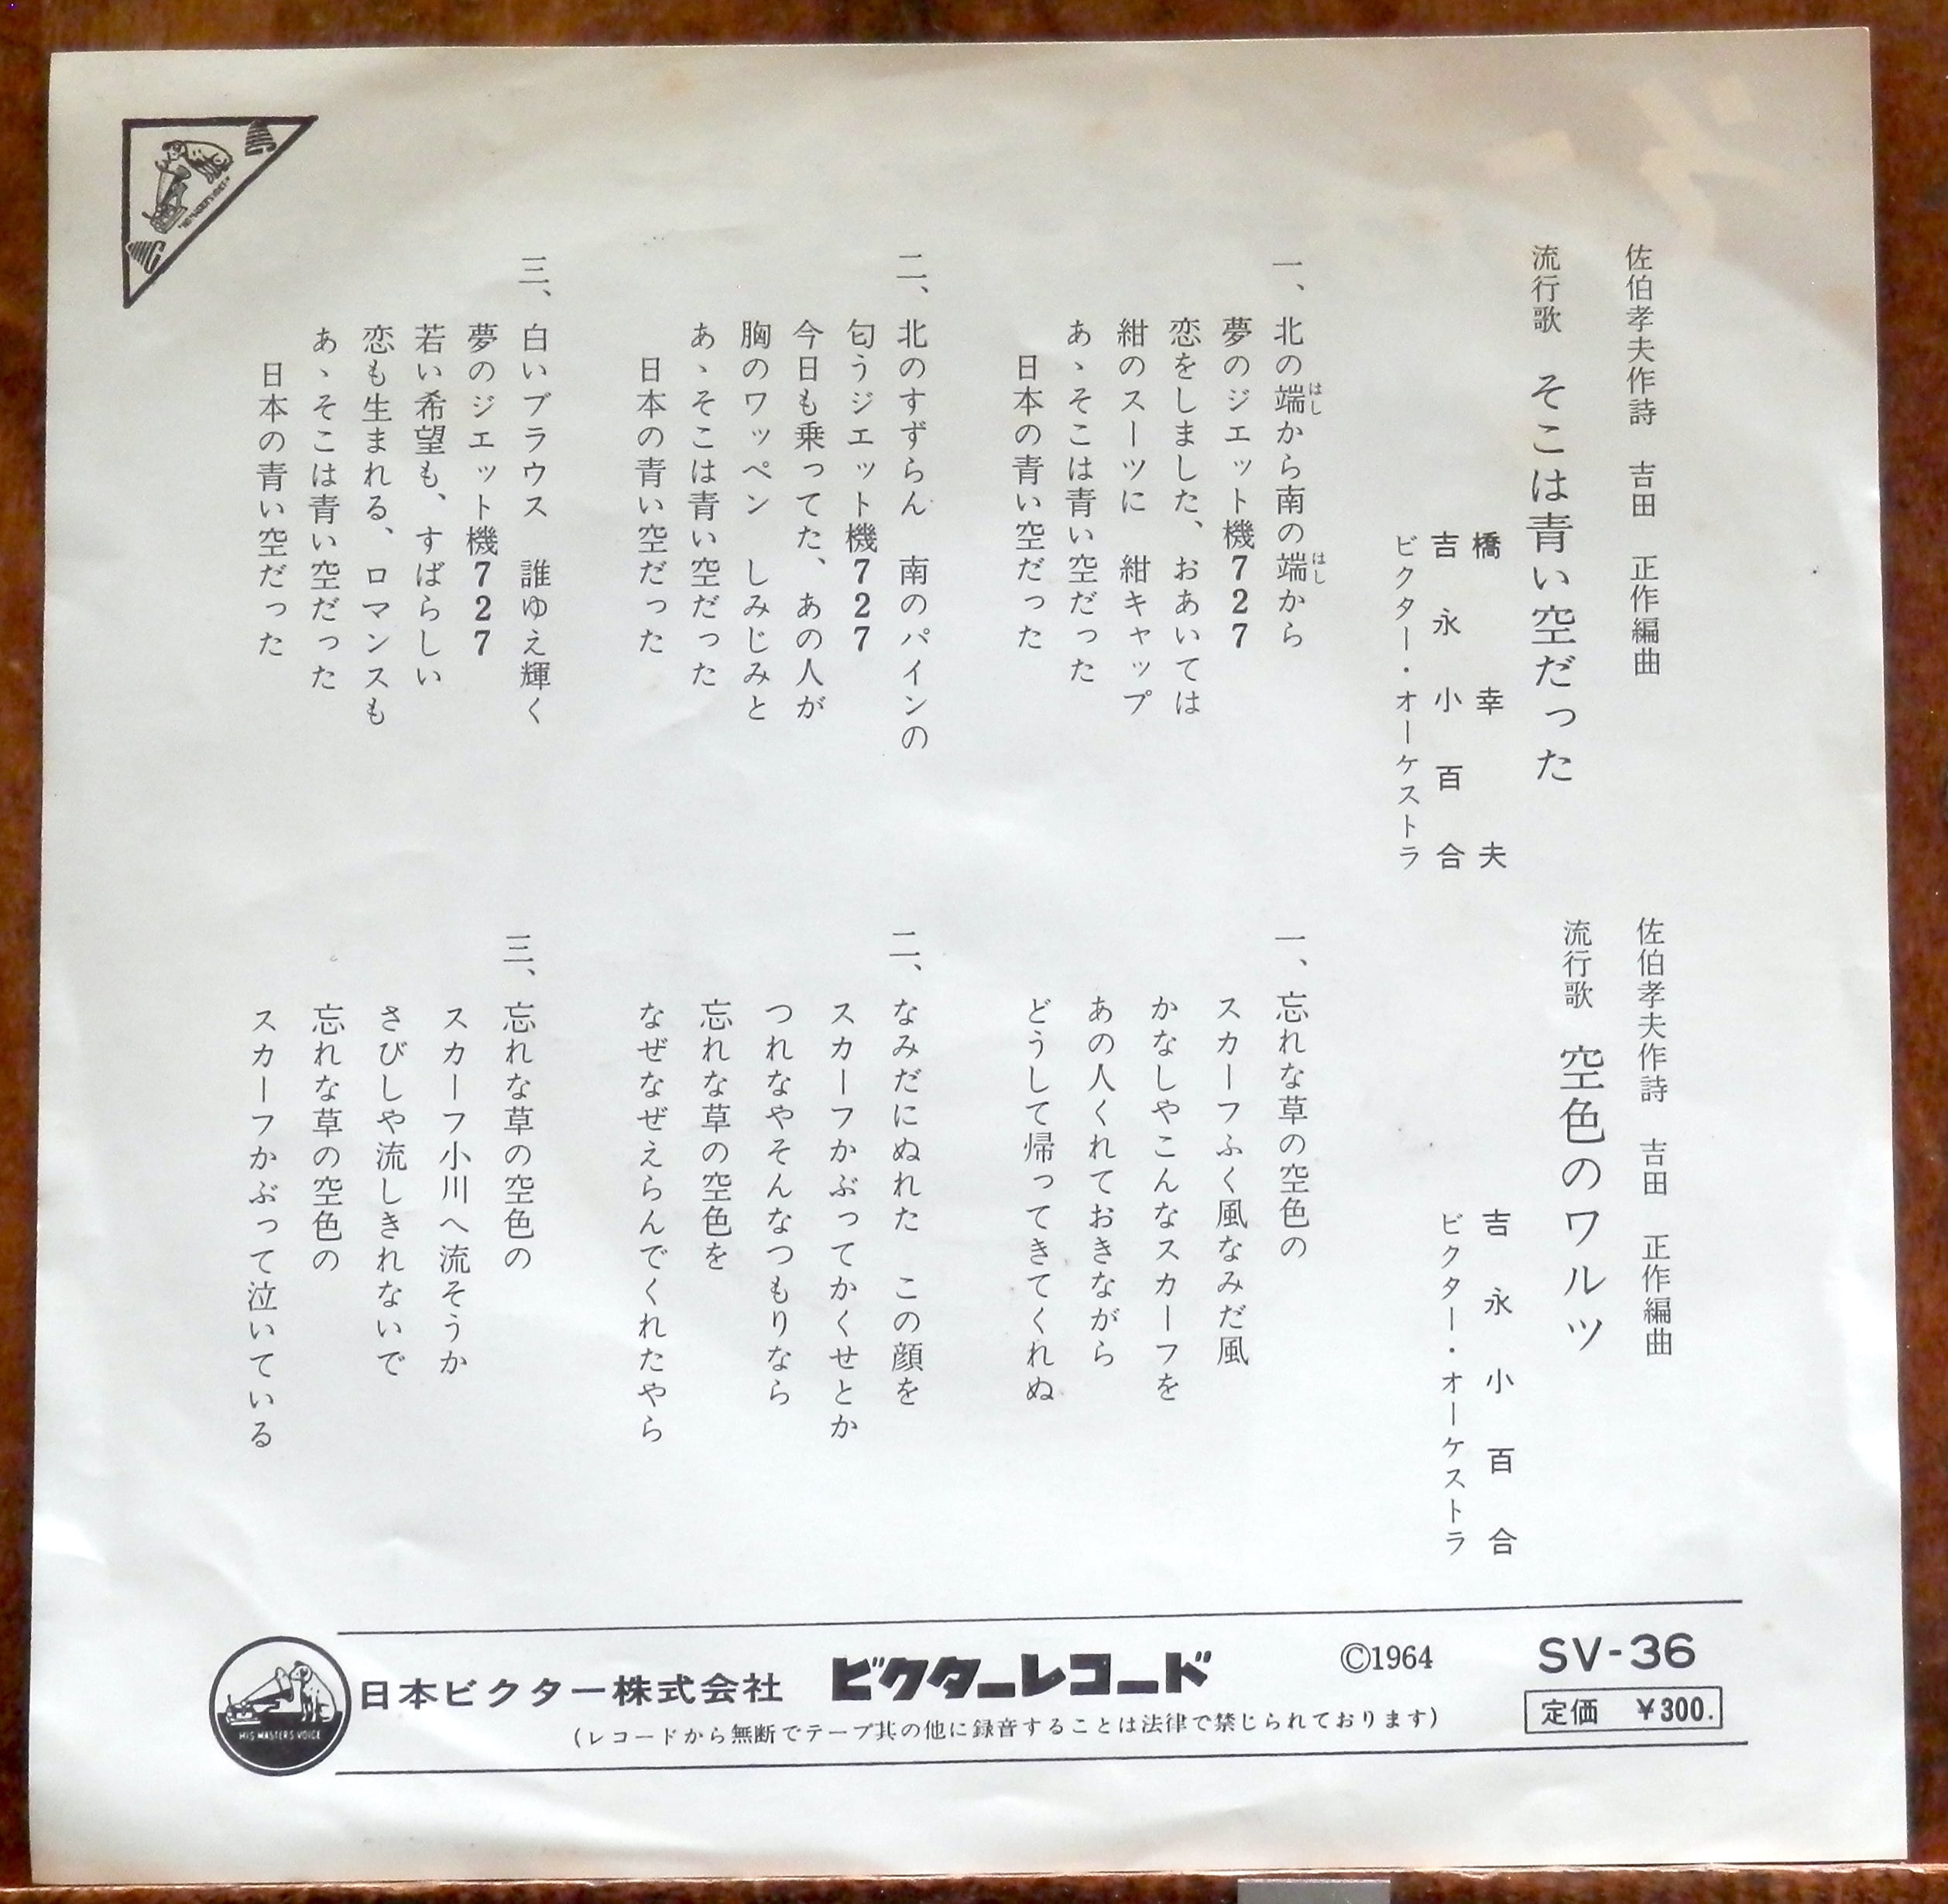 佐伯孝夫作詩　吉田　正作編曲
流行歌　そこは青い空だった
橋幸夫
吉永小百合
ビクター・オーケストラ
一、北の端から南の端から
はし
はし
夢のジエット機727
恋をしました、おあいては
紺のスーツに　紺キャップ
あゝそこは青い空だった
日本の青い空だった
二、北のすずらん　南のパインの
匂うジエット機727
今日も乗ってた、あの人が
胸のワッペン　しみじみと
あゝそこは青い空だった
日本の青い空だった
三、白いブラウス　誰ゆえ輝く
夢のジエット機727
若い希望も、すばらしい
恋も生まれる、ロマンスも
あゝそこは青い空だった
日本の青い空だった
佐伯孝夫作詩　吉田　正作編曲
流行歌　空色のワルツ
吉永小百合
ビクター・オーケストラ
一、忘れな草の空色の
スカーフふく風なみだ風
かなしやこんなスカーフを
あの人くれておきながら
どうして帰ってきてくれぬ
二、なみだにぬれた　この顔を
スカーフかぶってかくせとか
つれなやそんなつもりなら
忘れな草の空色を
なぜなぜえらんでくれたやら
三、忘れな草の空色の
スカーフ小川へ流そうか
さびしや流しきれないで
忘れな草の空色の
スカーフかぶって泣いている
HIS MASTERS VOICE
日本ビクター株式会社　ビクターレコード　©1964　SV-36
(レコードから無断でテープ其の他に録音することは法律で禁じられております)
定価　￥300.